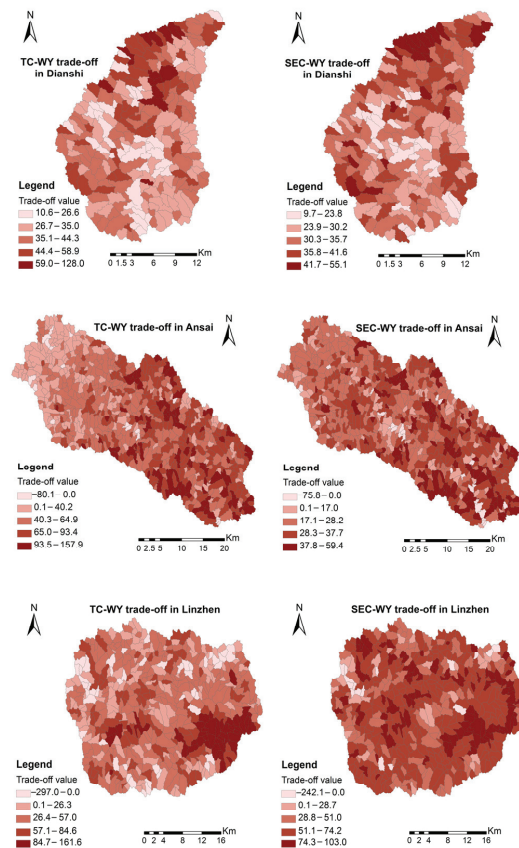 N
TC-WY trade-off
in Dianshi
Legend
Trade-off value
10.6–26.6
26.7–35.0
35.1–44.3
44.4–58.9
59.0–128.0
Km
0 1.5 3 6 9 12
N
SEC-WY trade-off
in Dianshi
Legend
Trade-off value
9.7–23.8
23.9–30.2
30.3–35.7
35.8–41.6
41.7–55.1
Km
0 1.5 3 6 9 12
TC-WY trade-off in Ansai
N
Legend
Trade-off value
–80.1–0.0
0.1–40.2
40.3–64.9
65.0–93.4
93.5–157.9
Km
0 2.5 5 10 15 20
SEC-WY trade-off in Ansai
N
Legend
Trade-off value
75.8–0.0
0.1–17.0
17.1–28.2
28.3–37.7
37.8–59.4
Km
0 2.5 5 10 15 20
N
TC-WY trade-off in Linzhen
Legend
Trade-off value
–297.0–0.0
0.1–26.3
26.4–57.0
57.1–84.6
84.7–161.6
Km
0 2 4 8 12 16
N
SEC-WY trade-off in Linzhen
Legend
Trade-off value
–242.1–0.0
0.1–28.7
28.8–51.0
51.1–74.2
74.3–103.0
Km
0 2 4 8 12 16